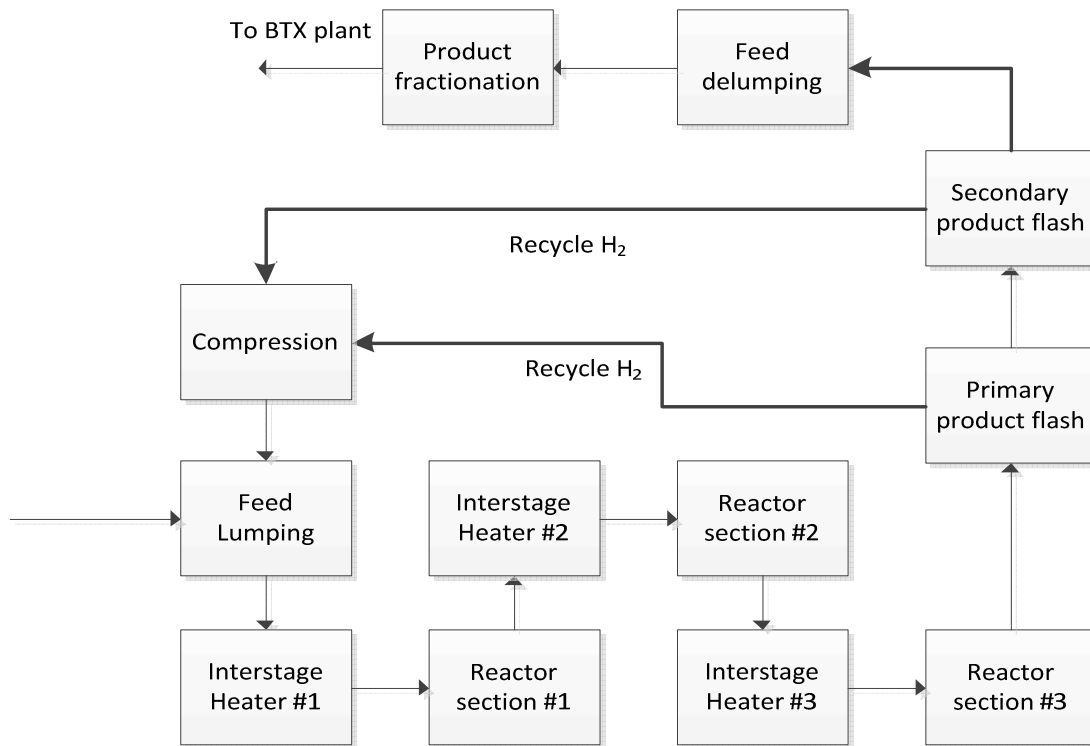 To BTX plant
Product
fractionation
Feed
delumping
Secondary
product flash
Recycle H₂
Compression
Recycle H₂
Primary
product flash
Feed
Lumping
Interstage
Heater #2
Reactor
section #2
Interstage
Heater #1
Reactor
section #1
Interstage
Heater #3
Reactor
section #3